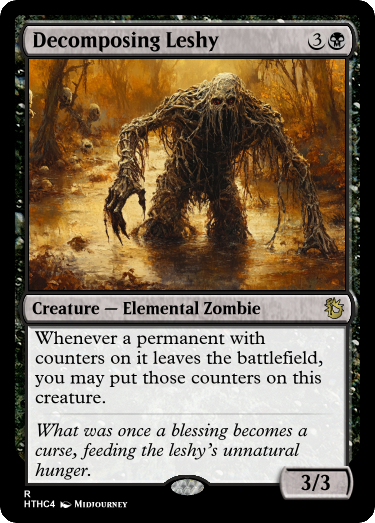 Decomposing Leshy 3
Creature — Elemental Zombie
Whenever a permanent with
counters on it leaves the battlefield,
you may put those counters on this
creature.
What was once a blessing becomes a
curse, feeding the leshy's unnatural
hunger.
3/3
R
HTHC4 Midjourney